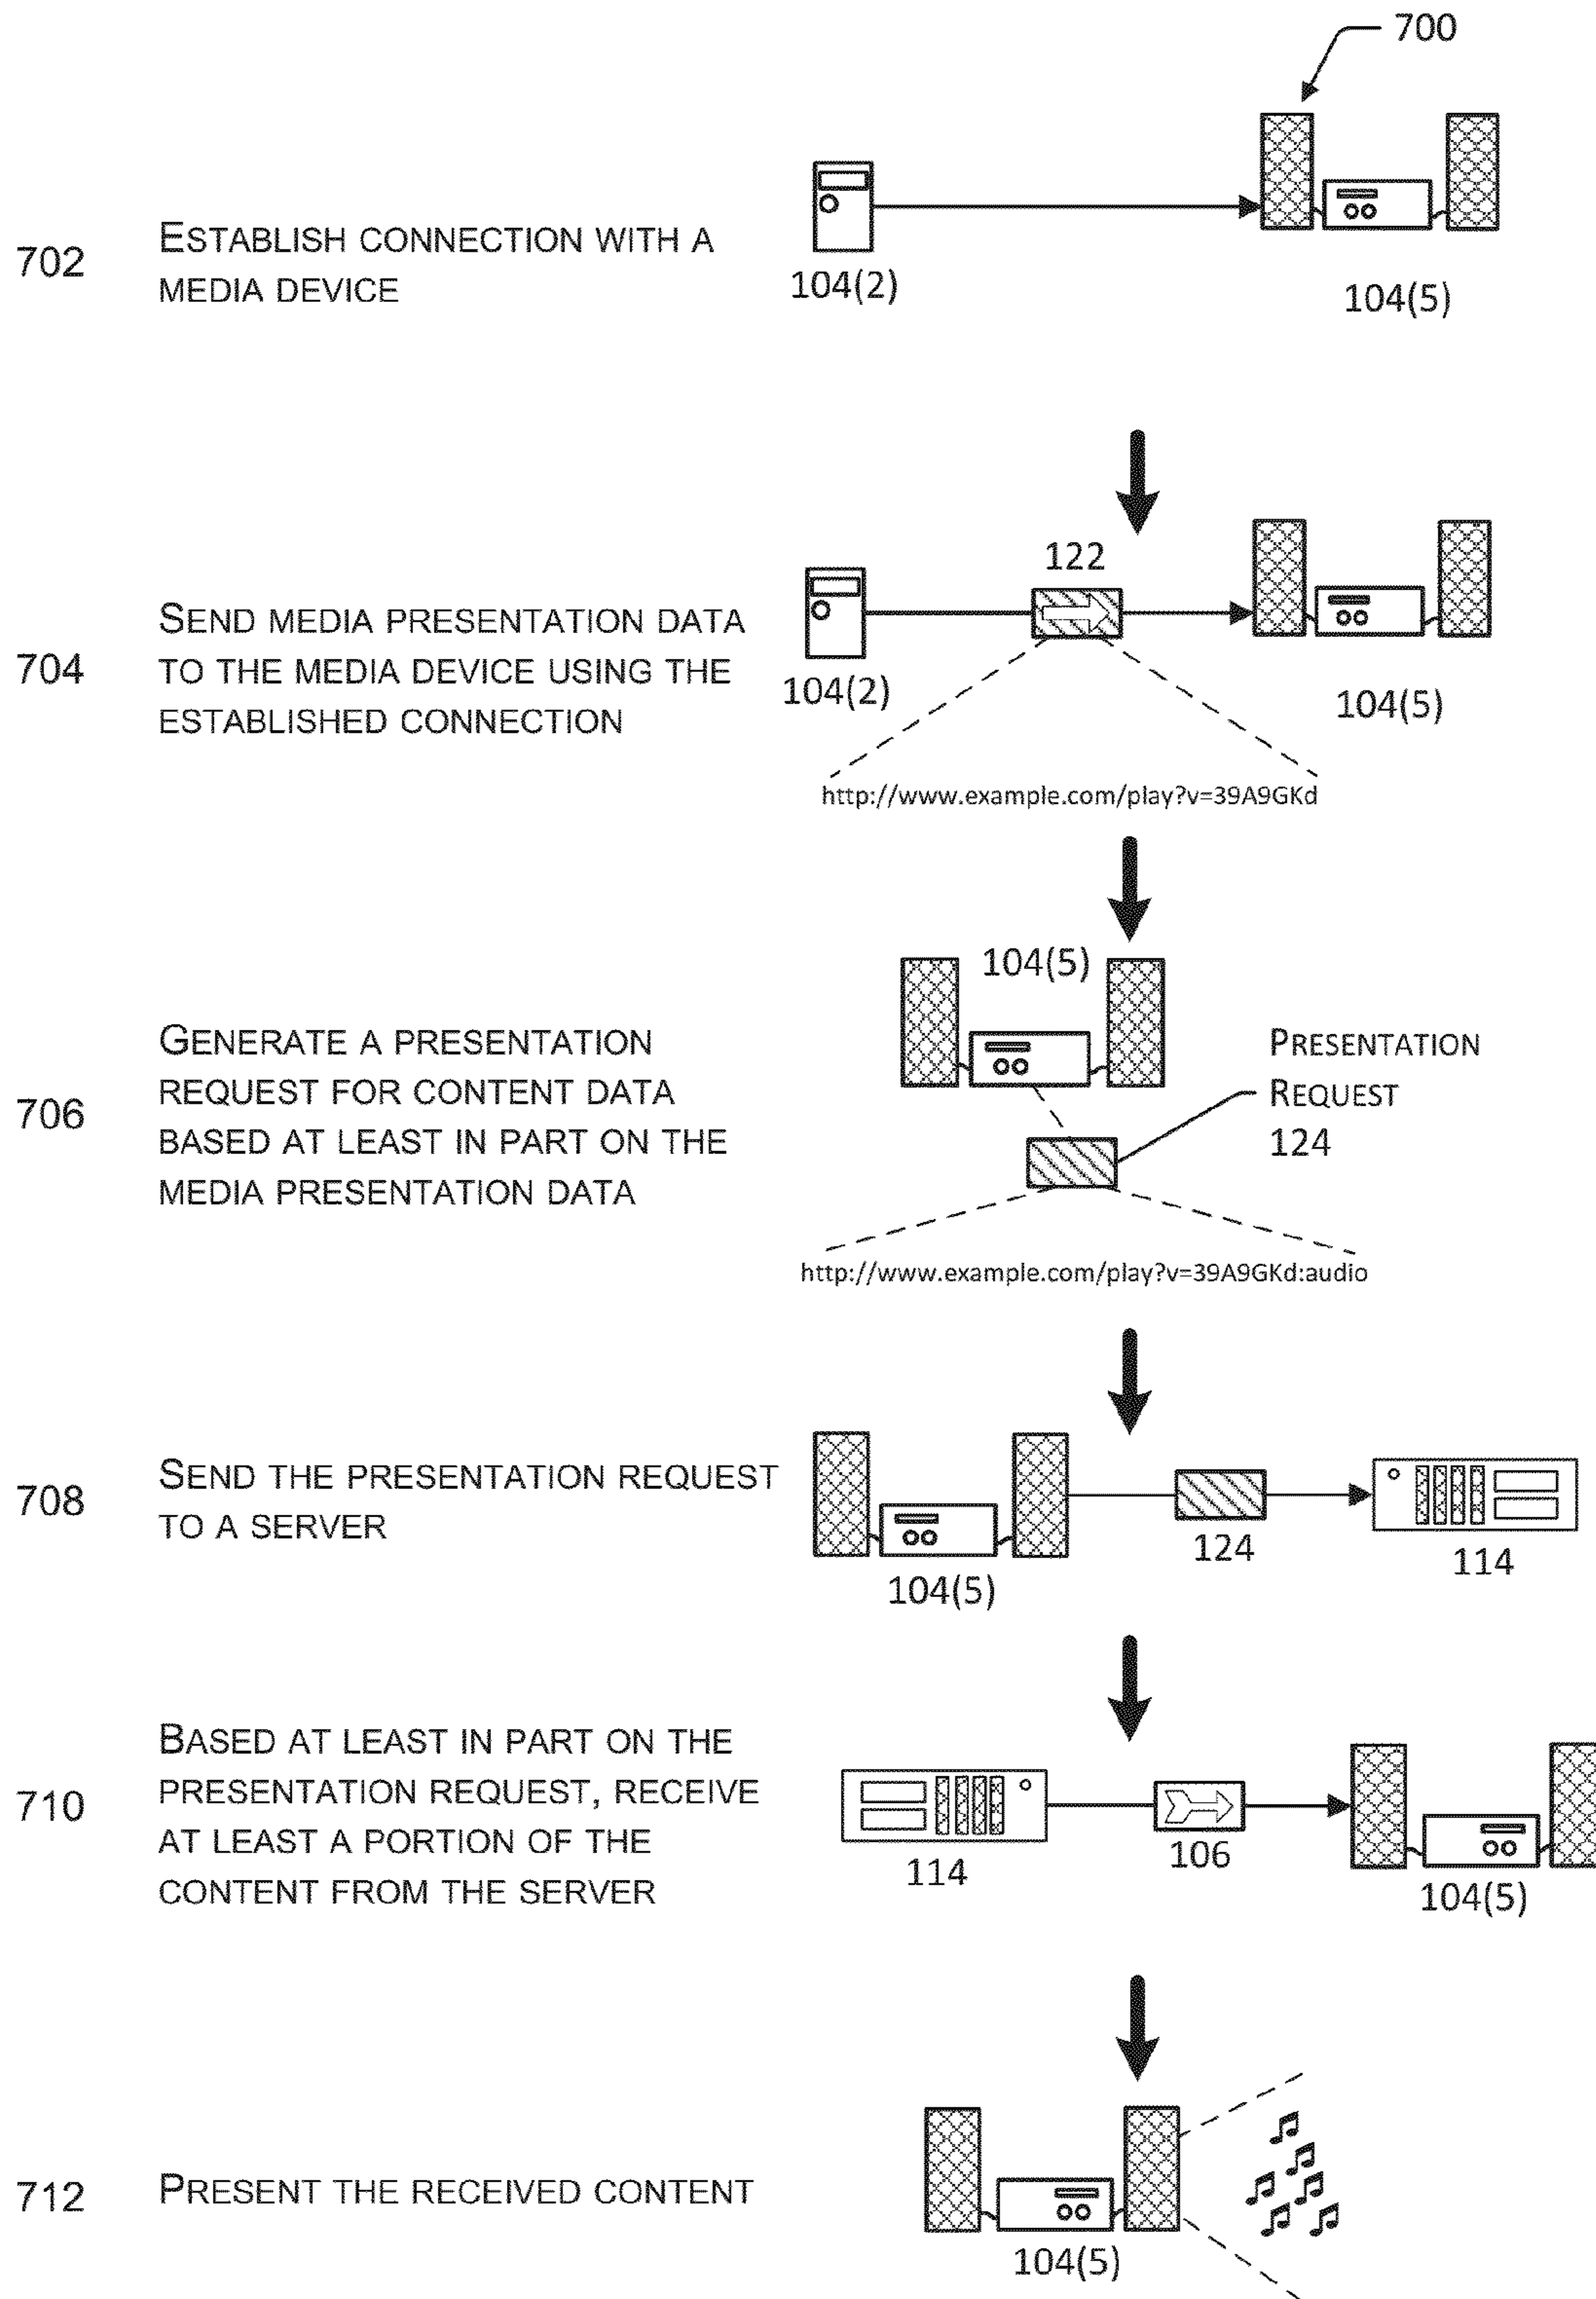 700
702
ESTABLISH CONNECTION WITH A
MEDIA DEVICE
104(2)
104(5)
704
SEND MEDIA PRESENTATION DATA
TO THE MEDIA DEVICE USING THE
ESTABLISHED CONNECTION
122
104(2)
104(5)
http://www.example.com/play?v=39A9GKd
706
GENERATE A PRESENTATION
REQUEST FOR CONTENT DATA
BASED AT LEAST IN PART ON THE
MEDIA PRESENTATION DATA
104(5)
PRESENTATION
REQUEST
124
http://www.example.com/play?v=39A9GKd:audio
708
SEND THE PRESENTATION REQUEST
TO A SERVER
104(5)
124
114
710
BASED AT LEAST IN PART ON THE
PRESENTATION REQUEST, RECEIVE
AT LEAST A PORTION OF THE
CONTENT FROM THE SERVER
114
106
104(5)
712
PRESENT THE RECEIVED CONTENT
104(5)